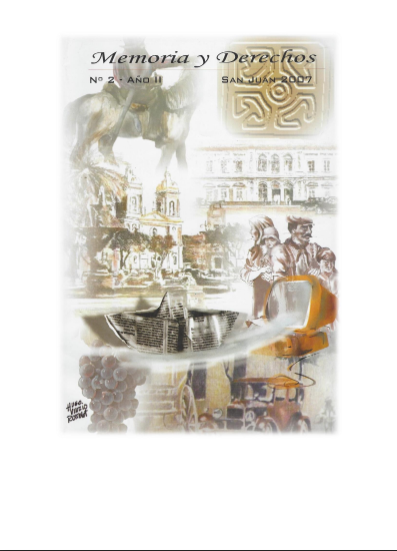 Memoria y Derechos
Nº 2 · Año II San Juan 2007